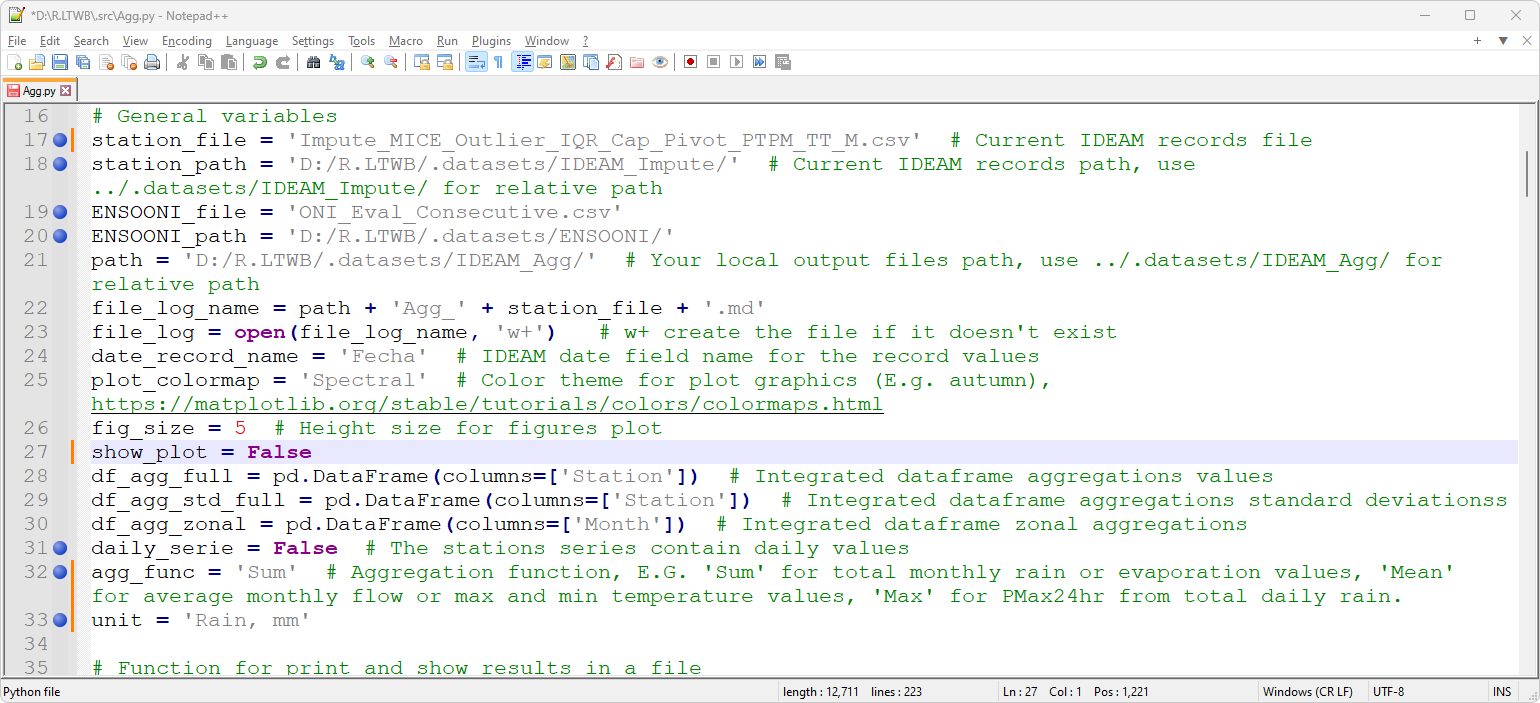 *D:\R.LTWB\.src\Agg.py - Notepad++
File Edit Search View Encoding Language Settings Tools Macro Run Plugins Window ?
Agg.py
16 # General variables
17 station_file = 'Impute_MICE_Outlier_IQR_Cap_Pivot_PTPM_TT_M.csv'  # Current IDEAM records file
18 station_path = 'D:/R.LTWB/.datasets/IDEAM_Impute/'  # Current IDEAM records path, use
../.datasets/IDEAM_Impute/ for relative path
19 ENSOONI_file = 'ONI_Eval_Consecutive.csv'
20 ENSOONI_path = 'D:/R.LTWB/.datasets/ENSOONI/'
21 path = 'D:/R.LTWB/.datasets/IDEAM_Agg/'  # Your local output files path, use ../.datasets/IDEAM_Agg/ for
relative path
22 file_log_name = path + 'Agg_' + station_file + '.md'
23 file_log = open(file_log_name, 'w+')   # w+ create the file if it doesn't exist
24 date_record_name = 'Fecha'  # IDEAM date field name for the record values
25 plot_colormap = 'Spectral'  # Color theme for plot graphics (E.g. autumn),
https://matplotlib.org/stable/tutorials/colors/colormaps.html
26 fig_size = 5  # Height size for figures plot
27 show_plot = False
28 df_agg_full = pd.DataFrame(columns=['Station'])  # Integrated dataframe aggregations values
29 df_agg_std_full = pd.DataFrame(columns=['Station'])  # Integrated dataframe aggregations standard deviationss
30 df_agg_zonal = pd.DataFrame(columns=['Month'])  # Integrated dataframe zonal aggregations
31 daily_serie = False  # The stations series contain daily values
32 agg_func = 'Sum'  # Aggregation function, E.G. 'Sum' for total monthly rain or evaporation values, 'Mean'
for average monthly flow or max and min temperature values, 'Max' for PMax24hr from total daily rain.
33 unit = 'Rain, mm'
34
35 # Function for print and show results in a file
Python file length : 12,711 lines : 223 Ln : 27 Col : 1 Pos : 1,221 Windows (CR LF) UTF-8 INS